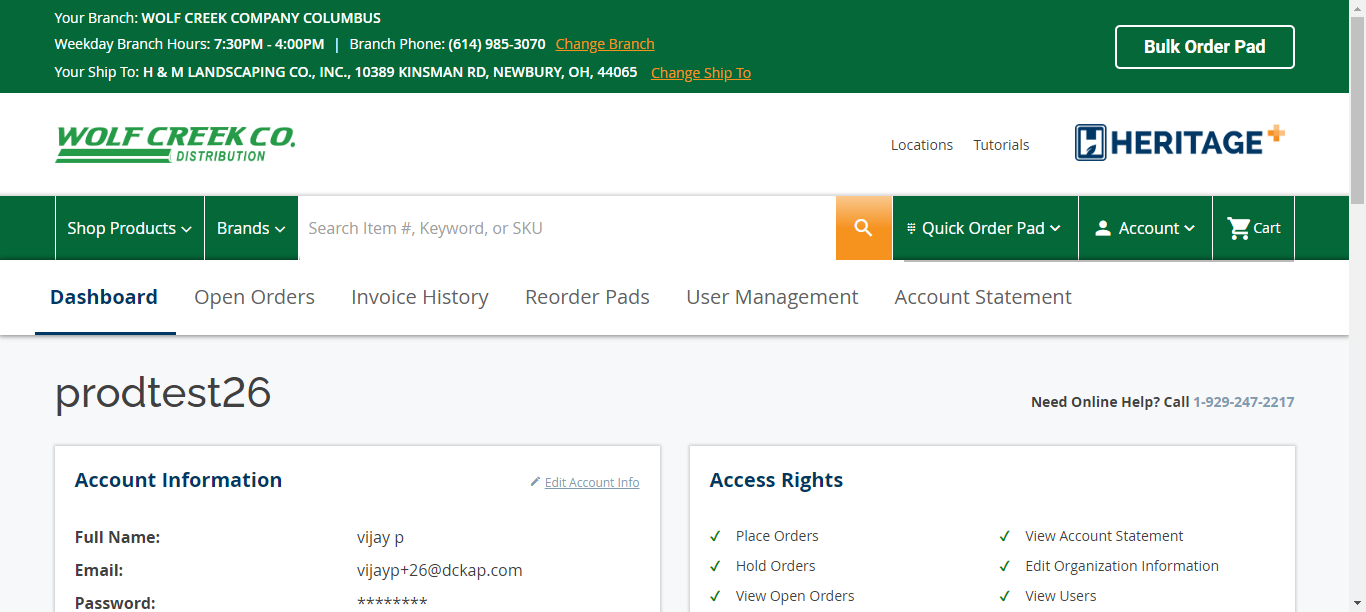 Your Branch: WOLF CREEK COMPANY COLUMBUS
Weekday Branch Hours: 7:30PM - 4:00PM | Branch Phone: (614) 985-3070 Change Branch
Your Ship To: H & M LANDSCAPING CO., INC., 10389 KINSMAN RD, NEWBURY, OH, 44065 Change Ship To
Bulk Order Pad
WOLF CREEK CO.
DISTRIBUTION
Locations Tutorials
HERITAGE+
Shop Products Brands Search Item #, Keyword, or SKU Quick Order Pad Account Cart
Dashboard Open Orders Invoice History Reorder Pads User Management Account Statement
prodtest26
Need Online Help? Call 1-929-247-2217
Account Information Edit Account Info
Full Name: vijay p
Email: vijayp+26@dckap.com
Password: ********
Access Rights
✓ Place Orders ✓ View Account Statement
✓ Hold Orders ✓ Edit Organization Information
✓ View Open Orders ✓ View Users